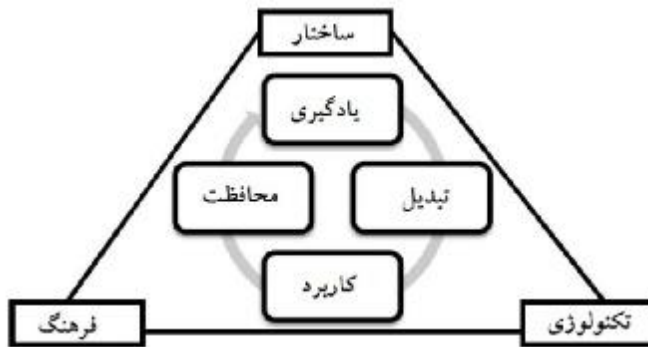 ساختار
یادگیری
تبدیل
محافظت
کاربرد
تکنولوژی
فرهنگ